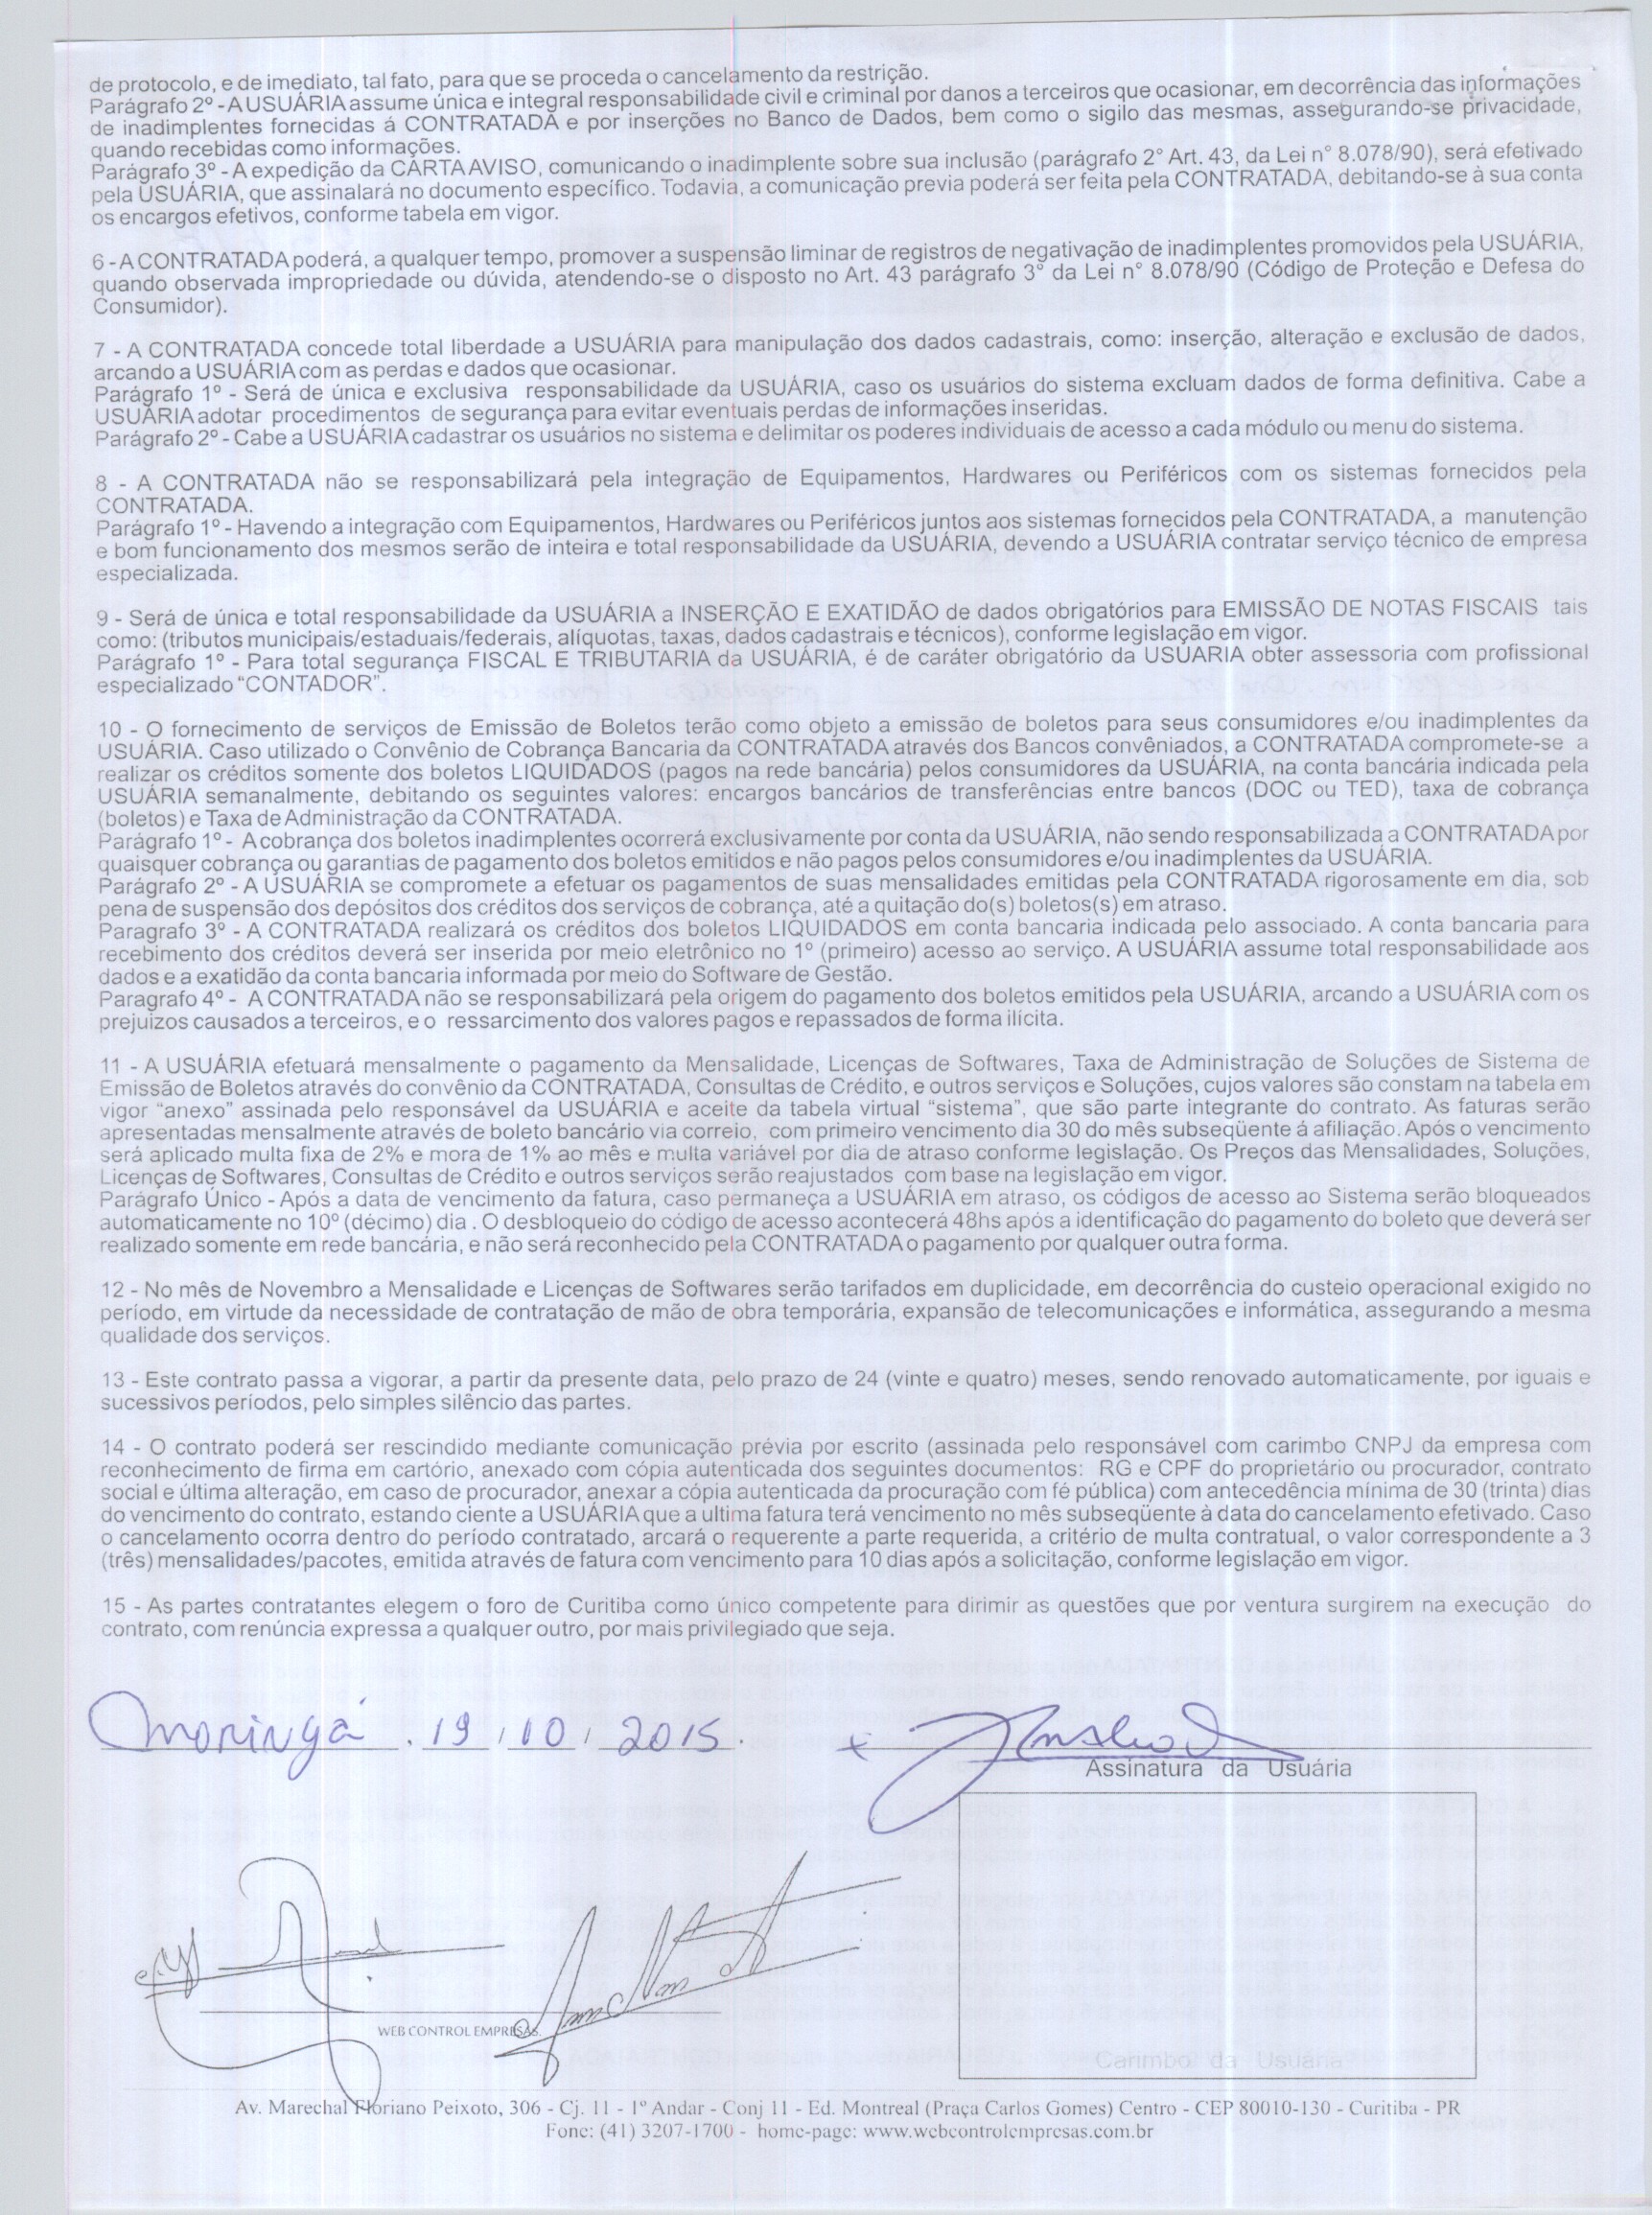 de protocolo, e de imediato, tal fato, para que se proceda o cancelamento da restrição.
Parágrafo 2º - A USUÁRIA assume única e integral responsabilidade civil e criminal por danos a terceiros que ocasionar, em decorrência das informações
de inadimplentes fornecidas á CONTRATADA e por inserções no Banco de Dados, bem como o sigilo das mesmas, assegurando-se privacidade,
quando recebidas como informações.
Parágrafo 3º - A expedição da CARTA AVISO, comunicando o inadimplente sobre sua inclusão (parágrafo 2° Art. 43, da Lei n° 8.078/90), será efetivado
pela USUÁRIA, que assinalará no documento específico. Todavia, a comunicação previa poderá ser feita pela CONTRATADA, debitando-se à sua conta
os encargos efetivos, conforme tabela em vigor.
6 - A CONTRATADA poderá, a qualquer tempo, promover a suspensão liminar de registros de negativação de inadimplentes promovidos pela USUÁRIA,
quando observada impropriedade ou dúvida, atendendo-se o disposto no Art. 43 parágrafo 3° da Lei n° 8.078/90 (Código de Proteção e Defesa do
Consumidor).
7 - A CONTRATADA concede total liberdade a USUÁRIA para manipulação dos dados cadastrais, como: inserção, alteração e exclusão de dados,
arcando a USUÁRIA com as perdas e dados que ocasionar.
Parágrafo 1º - Será de única e exclusiva responsabilidade da USUÁRIA, caso os usuários do sistema excluam dados de forma definitiva. Cabe a
USUÁRIA adotar procedimentos de segurança para evitar eventuais perdas de informações inseridas.
Parágrafo 2º - Cabe a USUÁRIA cadastrar os usuários no sistema e delimitar os poderes individuais de acesso a cada módulo ou menu do sistema.
8 - A CONTRATADA não se responsabilizará pela integração de Equipamentos, Hardwares ou Periféricos com os sistemas fornecidos pela
CONTRATADA.
Parágrafo 1º - Havendo a integração com Equipamentos, Hardwares ou Periféricos juntos aos sistemas fornecidos pela CONTRATADA, a manutenção
e bom funcionamento dos mesmos serão de inteira e total responsabilidade da USUÁRIA, devendo a USUÁRIA contratar serviço técnico de empresa
especializada.
9 - Será de única e total responsabilidade da USUÁRIA a INSERÇÃO E EXATIDÃO de dados obrigatórios para EMISSÃO DE NOTAS FISCAIS tais
como: (tributos municipais/estaduais/federais, alíquotas, taxas, dados cadastrais e técnicos), conforme legislação em vigor.
Parágrafo 1º - Para total segurança FISCAL E TRIBUTARIA da USUÁRIA, é de caráter obrigatório da USUARIA obter assessoria com profissional
especializado “CONTADOR”.
10 - O fornecimento de serviços de Emissão de Boletos terão como objeto a emissão de boletos para seus consumidores e/ou inadimplentes da
USUÁRIA. Caso utilizado o Convênio de Cobrança Bancaria da CONTRATADA através dos Bancos convêniados, a CONTRATADA compromete-se a
realizar os créditos somente dos boletos LIQUIDADOS (pagos na rede bancária) pelos consumidores da USUÁRIA, na conta bancária indicada pela
USUÁRIA semanalmente, debitando os seguintes valores: encargos bancários de transferências entre bancos (DOC ou TED), taxa de cobrança
(boletos) e Taxa de Administração da CONTRATADA.
Parágrafo 1º - A cobrança dos boletos inadimplentes ocorrerá exclusivamente por conta da USUÁRIA, não sendo responsabilizada a CONTRATADA por
quaisquer cobrança ou garantias de pagamento dos boletos emitidos e não pagos pelos consumidores e/ou inadimplentes da USUÁRIA.
Parágrafo 2º - A USUÁRIA se compromete a efetuar os pagamentos de suas mensalidades emitidas pela CONTRATADA rigorosamente em dia, sob
pena de suspensão dos depósitos dos créditos dos serviços de cobrança, até a quitação do(s) boletos(s) em atraso.
Paragrafo 3º - A CONTRATADA realizará os créditos dos boletos LIQUIDADOS em conta bancaria indicada pelo associado. A conta bancaria para
recebimento dos créditos deverá ser inserida por meio eletrônico no 1º (primeiro) acesso ao serviço. A USUÁRIA assume total responsabilidade aos
dados e a exatidão da conta bancaria informada por meio do Software de Gestão.
Paragrafo 4º - A CONTRATADA não se responsabilizará pela origem do pagamento dos boletos emitidos pela USUÁRIA, arcando a USUÁRIA com os
prejuizos causados a terceiros, e o ressarcimento dos valores pagos e repassados de forma ilícita.
11 - A USUÁRIA efetuará mensalmente o pagamento da Mensalidade, Licenças de Softwares, Taxa de Administração de Soluções de Sistema de
Emissão de Boletos através do convênio da CONTRATADA, Consultas de Crédito, e outros serviços e Soluções, cujos valores são constam na tabela em
vigor “anexo” assinada pelo responsável da USUÁRIA e aceite da tabela virtual “sistema”, que são parte integrante do contrato. As faturas serão
apresentadas mensalmente através de boleto bancário via correio, com primeiro vencimento dia 30 do mês subseqüente á afiliação. Após o vencimento
será aplicado multa fixa de 2% e mora de 1% ao mês e multa variável por dia de atraso conforme legislação. Os Preços das Mensalidades, Soluções,
Licenças de Softwares, Consultas de Crédito e outros serviços serão reajustados com base na legislação em vigor.
Parágrafo Único - Após a data de vencimento da fatura, caso permaneça a USUÁRIA em atraso, os códigos de acesso ao Sistema serão bloqueados
automaticamente no 10º (décimo) dia . O desbloqueio do código de acesso acontecerá 48hs após a identificação do pagamento do boleto que deverá ser
realizado somente em rede bancária, e não será reconhecido pela CONTRATADA o pagamento por qualquer outra forma.
12 - No mês de Novembro a Mensalidade e Licenças de Softwares serão tarifados em duplicidade, em decorrência do custeio operacional exigido no
período, em virtude da necessidade de contratação de mão de obra temporária, expansão de telecomunicações e informática, assegurando a mesma
qualidade dos serviços.
13 - Este contrato passa a vigorar, a partir da presente data, pelo prazo de 24 (vinte e quatro) meses, sendo renovado automaticamente, por iguais e
sucessivos períodos, pelo simples silêncio das partes.
14 - O contrato poderá ser rescindido mediante comunicação prévia por escrito (assinada pelo responsável com carimbo CNPJ da empresa com
reconhecimento de firma em cartório, anexado com cópia autenticada dos seguintes documentos: RG e CPF do proprietário ou procurador, contrato
social e última alteração, em caso de procurador, anexar a cópia autenticada da procuração com fé pública) com antecedência mínima de 30 (trinta) dias
do vencimento do contrato, estando ciente a USUÁRIA que a ultima fatura terá vencimento no mês subseqüente à data do cancelamento efetivado. Caso
o cancelamento ocorra dentro do período contratado, arcará o requerente a parte requerida, a critério de multa contratual, o valor correspondente a 3
(três) mensalidades/pacotes, emitida através de fatura com vencimento para 10 dias após a solicitação, conforme legislação em vigor.
15 - As partes contratantes elegem o foro de Curitiba como único competente para dirimir as questões que por ventura surgirem na execução do
contrato, com renúncia expressa a qualquer outro, por mais privilegiado que seja.
Maringá . 19 / 10 / 2015.
Assinatura da Usuária
WEB CONTROL EMPRESAS
Carimbo da Usuária
Av. Marechal Floriano Peixoto, 306 - Cj. 11 - 1º Andar - Conj 11 - Ed. Montreal (Praça Carlos Gomes) Centro - CEP 80010-130 - Curitiba - PR
Fone: (41) 3207-1700 - home-page: www.webcontrolempresas.com.br